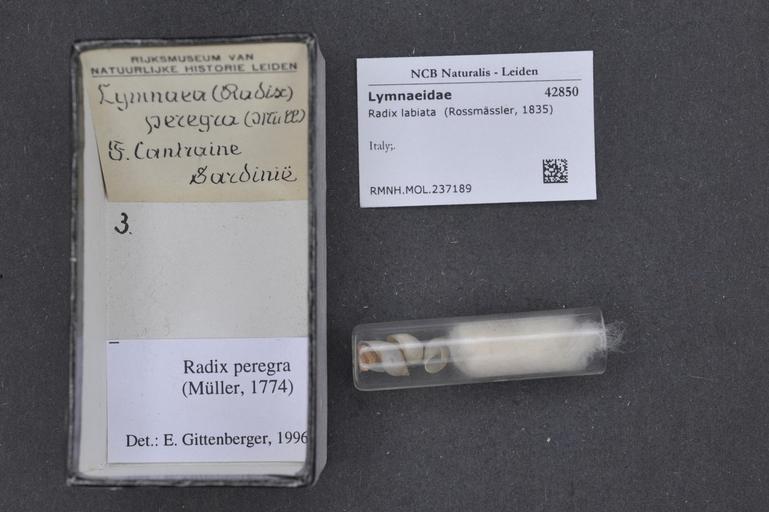 RIJKSMUSEUM VAN
NATUURLIJKE HISTORIE LEIDEN
Lymnaea (Radix)
peregra (Müll)
F. Cantraine
Sardinië
3.
Radix peregra
(Müller, 1774)
Det.: E. Gittenberger, 1996
NCB Naturalis - Leiden
Lymnaeidae 42850
Radix labiata (Rossmässler, 1835)
Italy;.
RMNH.MOL.237189